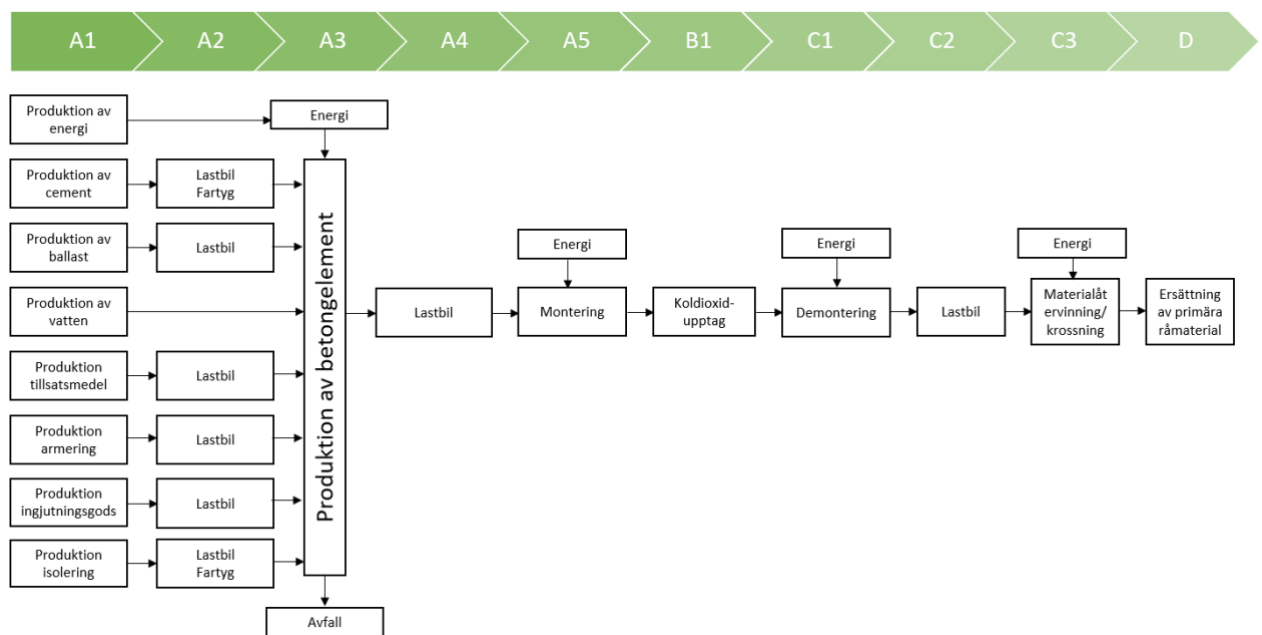 A1 A2 A3 A4 A5 B1 C1 C2 C3 D
Produktion av
energi
Energi
Produktion av
cement
Lastbil
Fartyg
Produktion av
ballast
Lastbil
Produktion av
vatten
Produktion
tillsatsmedel
Lastbil
Produktion
armering
Lastbil
Produktion
ingjutningsgods
Lastbil
Produktion
isolering
Lastbil
Fartyg
Produktion av betongelement
Avfall
Lastbil
Energi
Montering
Koldioxid-
upptag
Energi
Demontering
Lastbil
Energi
Materialåt
ervinning/
krossning
Ersättning
av primära
råmaterial